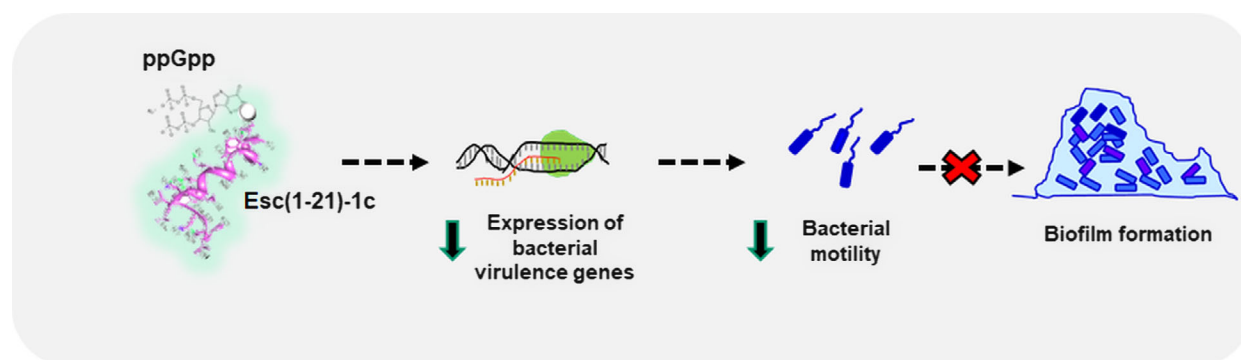 ppGpp
Esc(1-21)-1c
Expression of
bacterial
virulence genes
Bacterial
motility
Biofilm formation